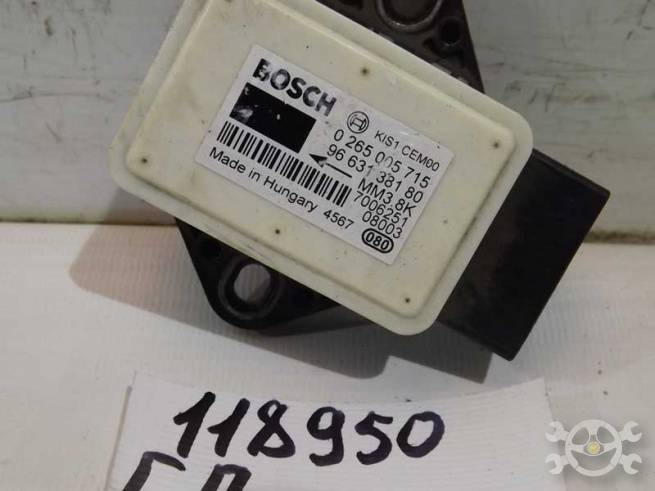 BOSCH
KIS1 CEM00
0 265 005 715
96 631 381 80
MM3.8K
7006251
08003
Made in Hungary 4567
080
118950